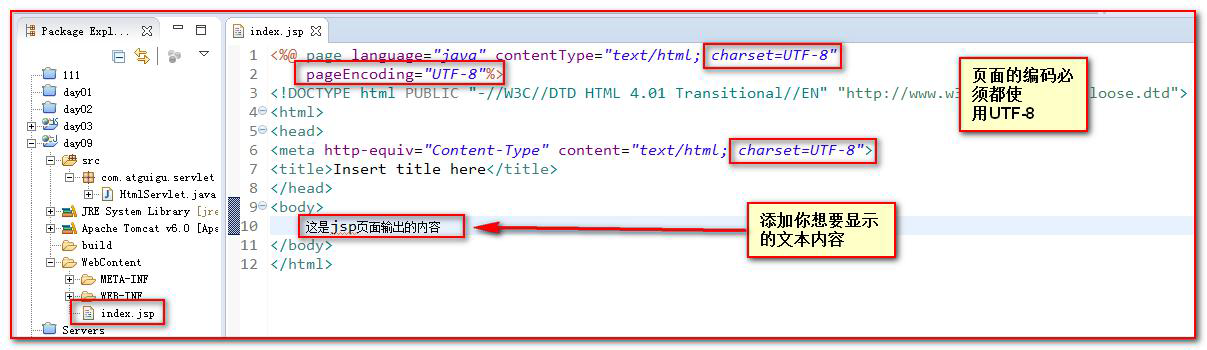 Package Expl...
index.jsp
111
day01
day02
day03
day09
src
com.atguigu.servlet
HtmlServlet.java
JRE System Library [jre
Apache Tomcat v6.0 [Apa
build
WebContent
META-INF
WEB-INF
index.jsp
Servers
1 <%@ page language="java" contentType="text/html; charset=UTF-8"
2 pageEncoding="UTF-8"%>
3 <!DOCTYPE html PUBLIC "-//W3C//DTD HTML 4.01 Transitional//EN" "http://www.w3 loose.dtd">
4 <html>
5 <head>
6 <meta http-equiv="Content-Type" content="text/html; charset=UTF-8">
7 <title>Insert title here</title>
8 </head>
9 <body>
10 这是jsp页面输出的内容
11 </body>
12 </html>
页面的编码必
须都使
用UTF-8
添加你想要显示
的文本内容